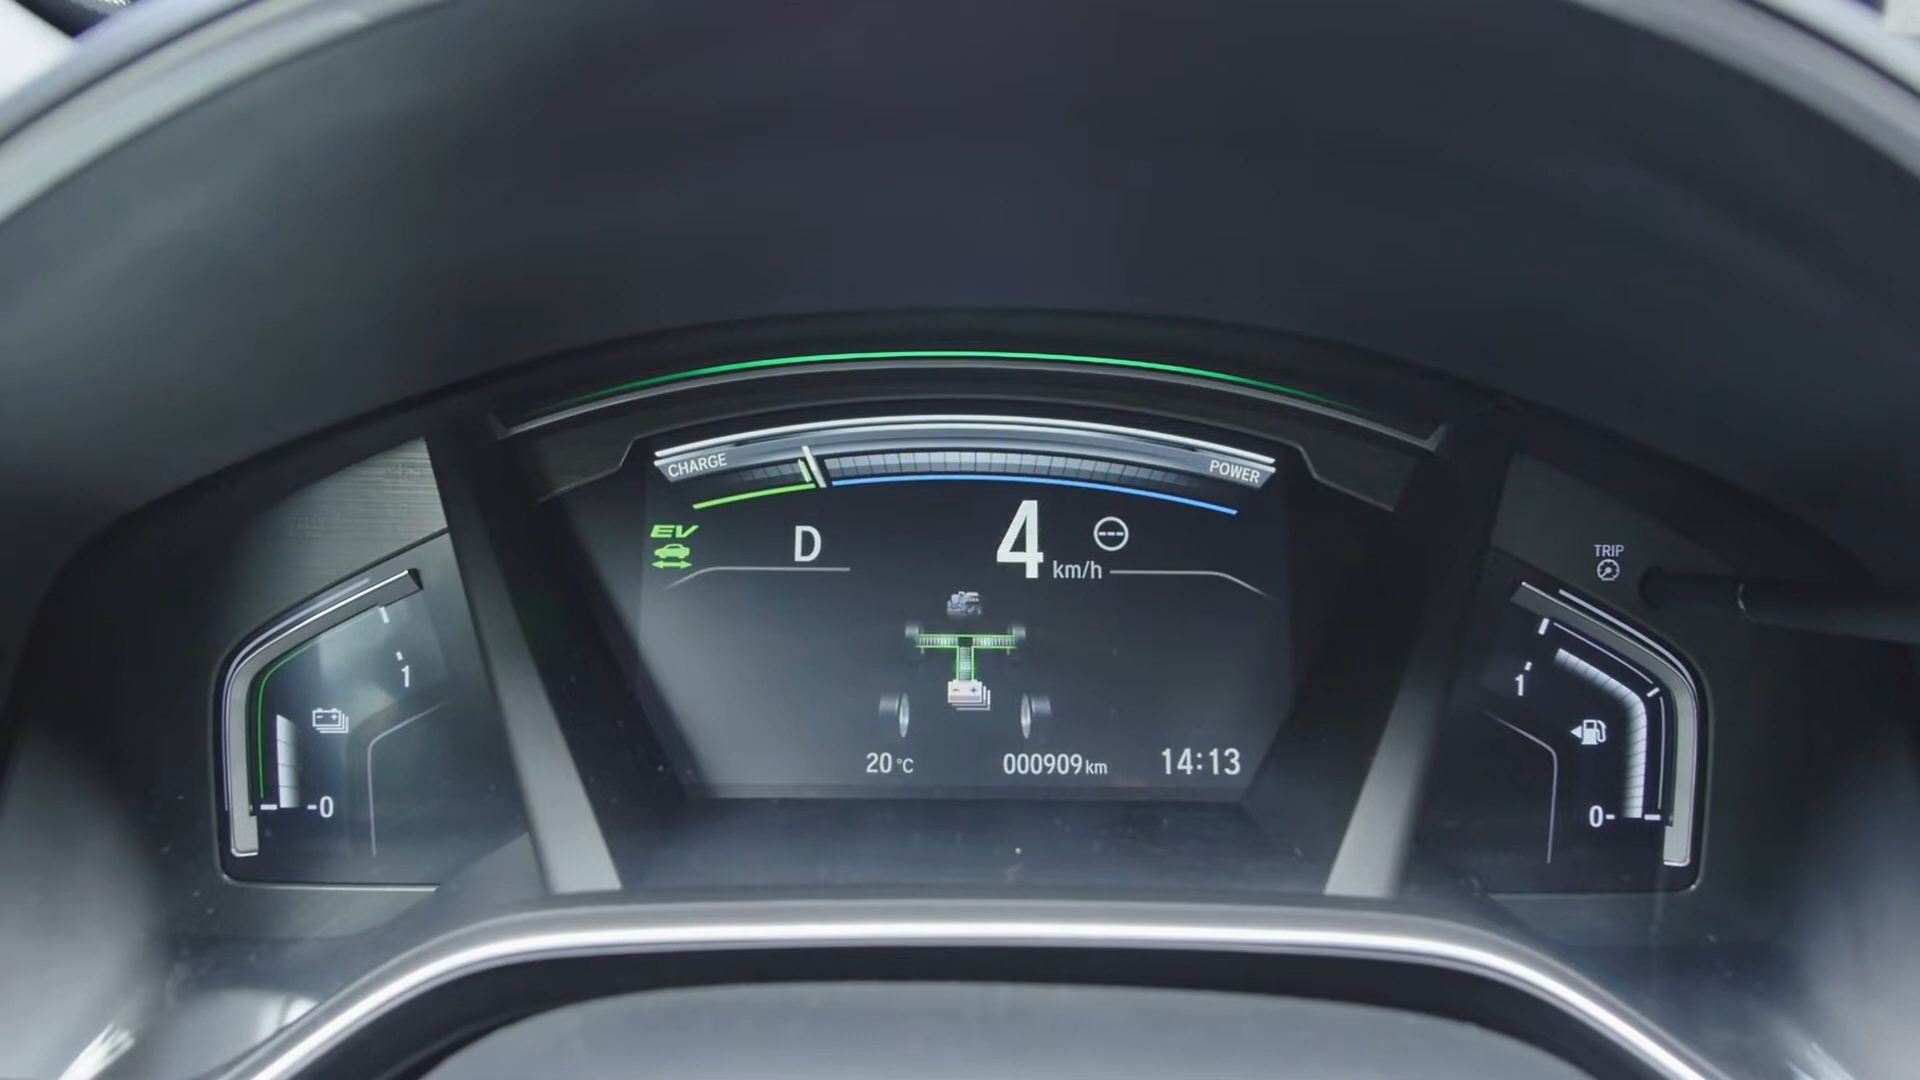 CHARGE
POWER
EV
D
4 km/h
TRIP
1
1
- +
-0
0-
20 °C
000909 km
14:13